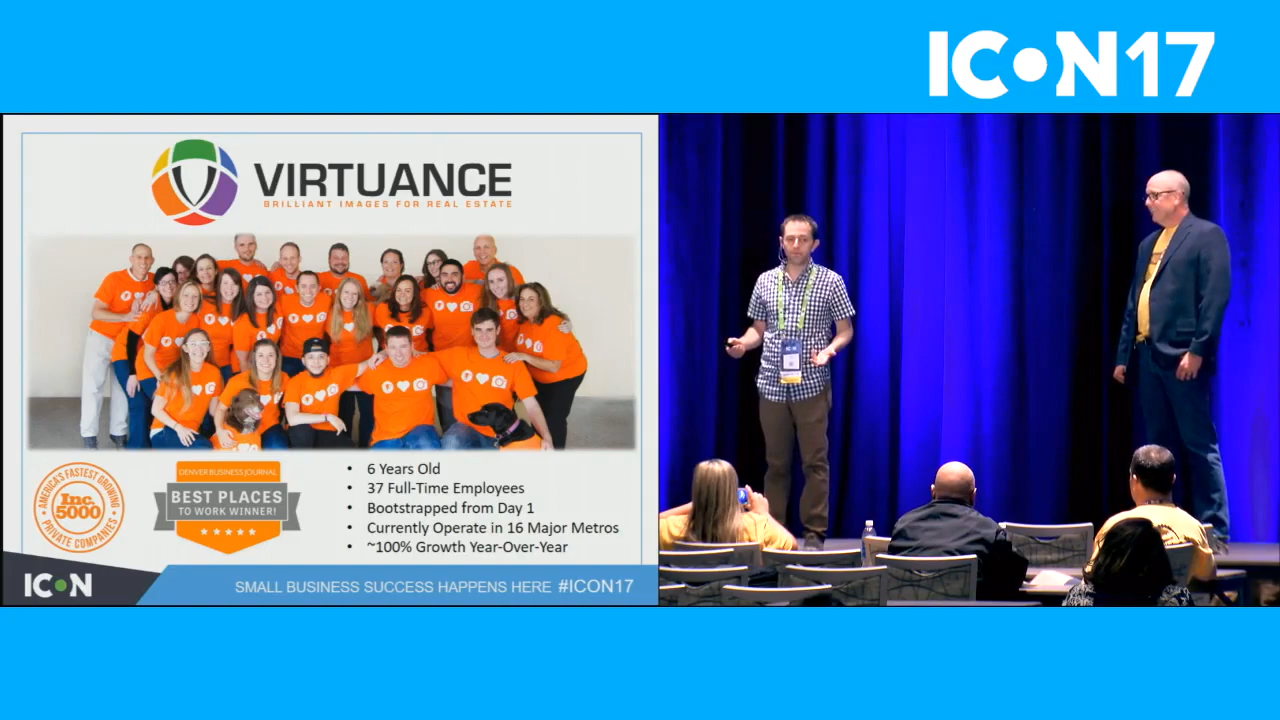 ICON17
VIRTUANCE
BRILLIANT IMAGES FOR REAL ESTATE
AMERICA'S FASTEST GROWING
Inc.
5000
PRIVATE COMPANIES
DENVER BUSINESS JOURNAL
BEST PLACES
TO WORK WINNER!
• 6 Years Old
• 37 Full-Time Employees
• Bootstrapped from Day 1
• Currently Operate in 16 Major Metros
• ~100% Growth Year-Over-Year
ICON
SMALL BUSINESS SUCCESS HAPPENS HERE #ICON17